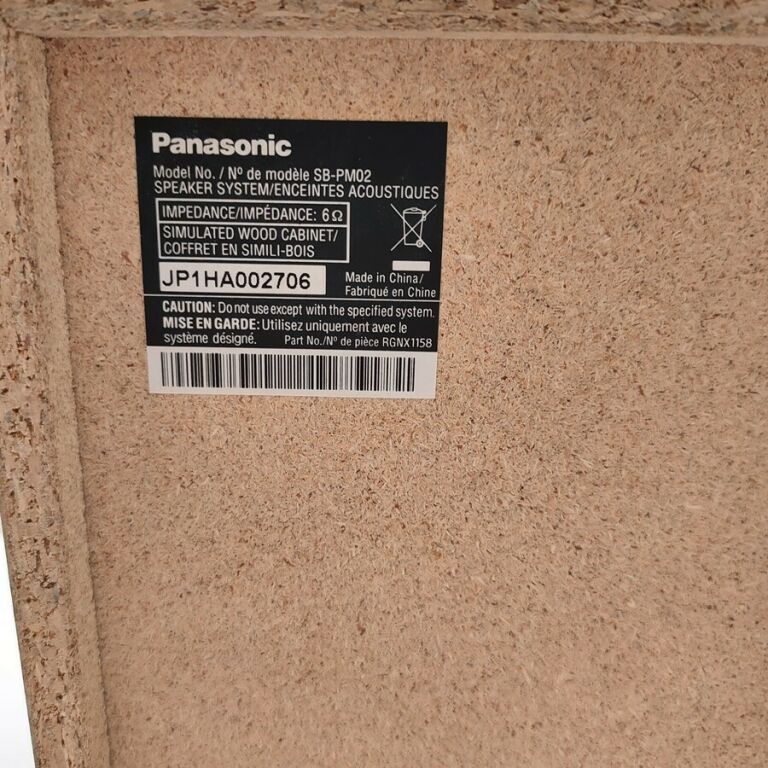 Panasonic
Model No. / Nº de modèle SB-PM02
SPEAKER SYSTEM/ENCEINTES ACOUSTIQUES
IMPEDANCE/IMPÉDANCE: 6 Ω
SIMULATED WOOD CABINET/
COFFRET EN SIMILI-BOIS
JP1HA002706
Made in China/
Fabriqué en Chine
CAUTION: Do not use except with the specified system.
MISE EN GARDE: Utilisez uniquement avec le
système désigné. Part No./Nº de pièce RGNX1158